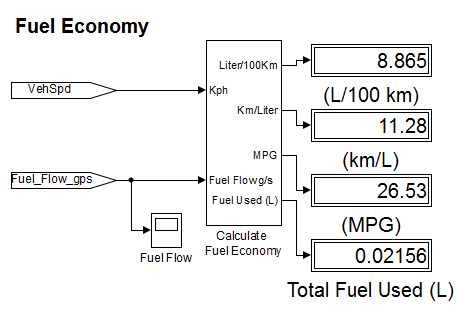 Fuel Economy
Liter/100Km
8.865
VehSpd
Kph
(L/100 km)
Km/Liter
11.28
MPG
(km/L)
Fuel_Flow_gps
Fuel Flowg/s
26.53
Fuel Used (L)
(MPG)
Fuel Flow
Calculate
Fuel Economy
0.02156
Total Fuel Used (L)